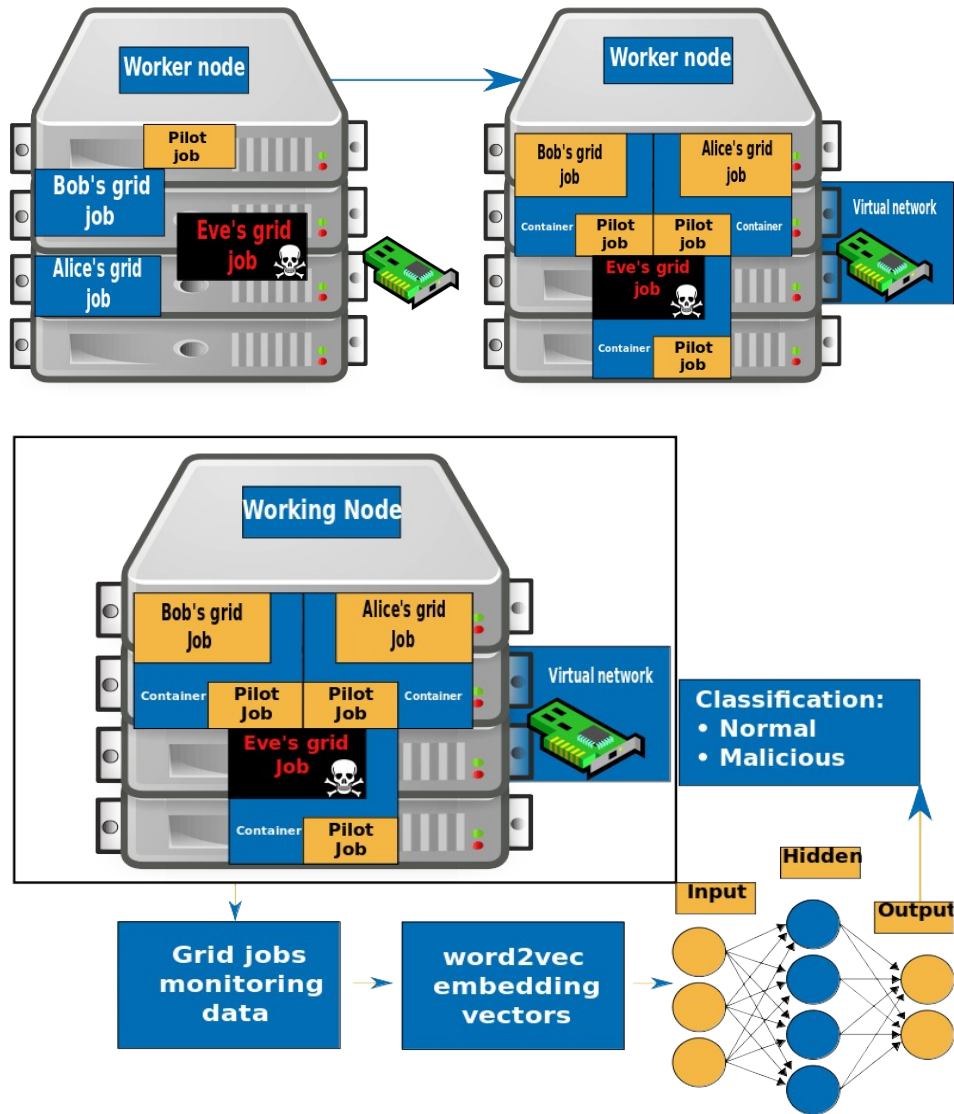 Worker node
Pilot
job
Bob's grid
job
Eve's grid
job
Alice's grid
job
Worker node
Bob's grid
job
Alice's grid
job
Container
Pilot
job
Pilot
job
Container
Virtual network
Eve's grid
job
Container
Pilot
job
Working Node
Bob's grid
Job
Alice's grid
Job
Container
Pilot
Job
Pilot
Job
Container
Virtual network
Eve's grid
Job
Container
Pilot
Job
Classification:
• Normal
• Malicious
Grid jobs
monitoring
data
word2vec
embedding
vectors
Input
Hidden
Output